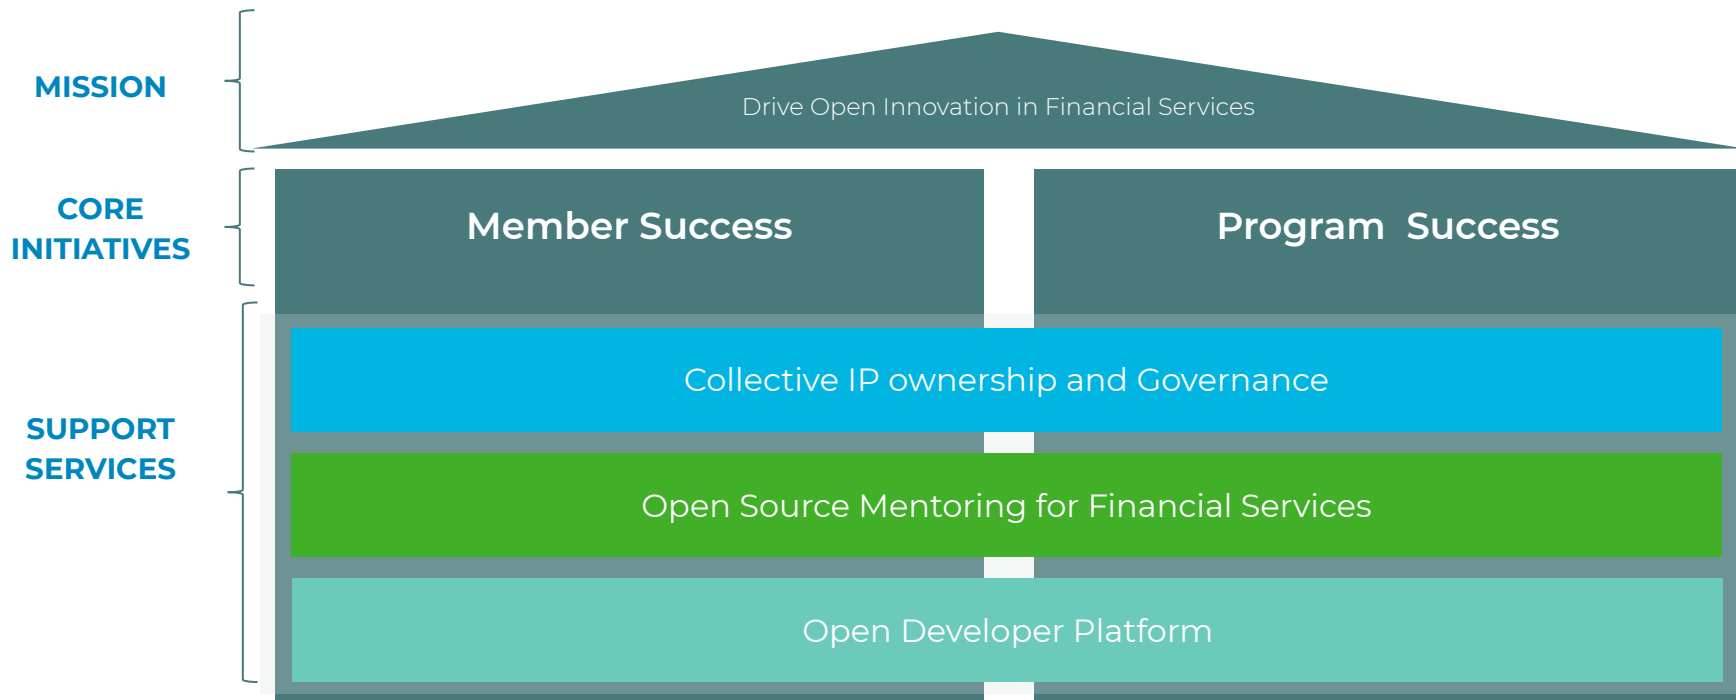 MISSION
Drive Open Innovation in Financial Services
CORE
INITIATIVES
Member Success
Program  Success
SUPPORT
SERVICES
Collective IP ownership and Governance
Open Source Mentoring for Financial Services
Open Developer Platform